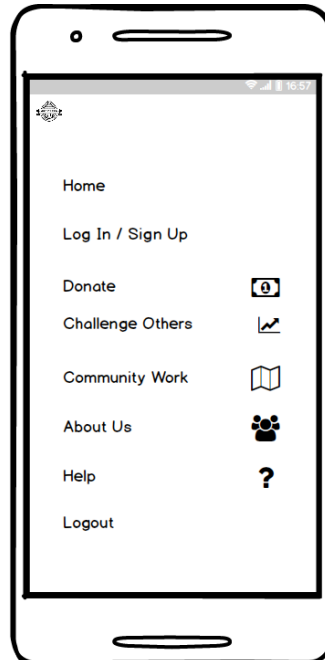 16:57
Home
Log In / Sign Up
Donate
Challenge Others
Community Work
About Us
Help
?
Logout